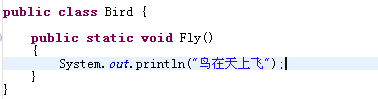 public class Bird {
public static void Fly()
{
System.out.println("鸟在天上飞");
}
}